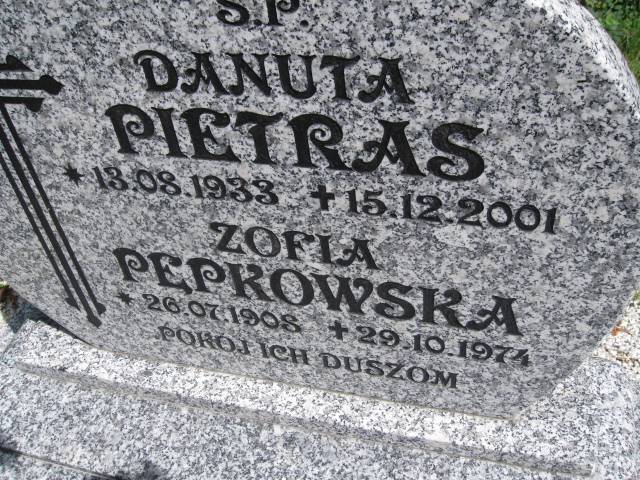 Ś.P.
DANUTA
PIETRAS
* 13.08.1933 + 15.12.2001
ZOFIA
PĘPKOWSKA
* 26.07.1908 + 29.10.1974
POKÓJ ICH DUSZOM